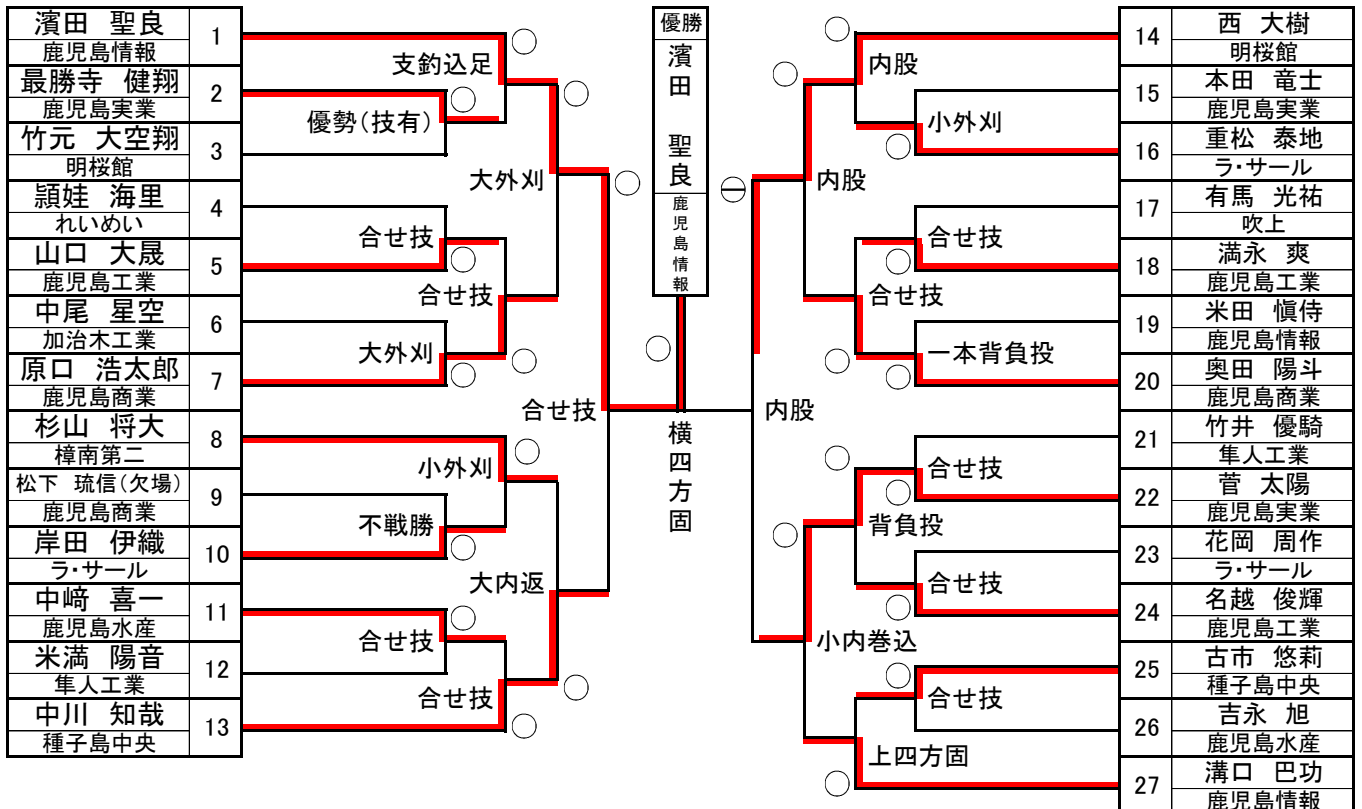 濱田 聖良
1
鹿児島情報
最勝寺 健翔
2
鹿児島実業
竹元 大空翔
3
明桜館
頴娃 海里
4
れいめい
山口 大晟
5
鹿児島工業
中尾 星空
6
加治木工業
原口 浩太郎
7
鹿児島商業
杉山 将大
8
樟南第二
松下 琉信(欠場)
9
鹿児島商業
岸田 伊織
10
ラ・サール
中﨑 喜一
11
鹿児島水産
米満 陽音
12
隼人工業
中川 知哉
13
種子島中央
支釣込足
優勢(技有)
大外刈
合せ技
合せ技
大外刈
合せ技
小外刈
不戦勝
大内返
合せ技
合せ技
優勝
濱田 聖良
鹿児島情報
横四方固
内股
小外刈
内股
合せ技
合せ技
一本背負投
内股
合せ技
背負投
合せ技
小内巻込
合せ技
上四方固
14
西 大樹
明桜館
15
本田 竜士
鹿児島実業
16
重松 泰地
ラ・サール
17
有馬 光祐
吹上
18
満永 爽
鹿児島工業
19
米田 愼侍
鹿児島情報
20
奥田 陽斗
鹿児島商業
21
竹井 優騎
隼人工業
22
菅 太陽
鹿児島実業
23
花岡 周作
ラ・サール
24
名越 俊輝
鹿児島工業
25
古市 悠莉
種子島中央
26
吉永 旭
鹿児島水産
27
溝口 巴功
鹿児島情報